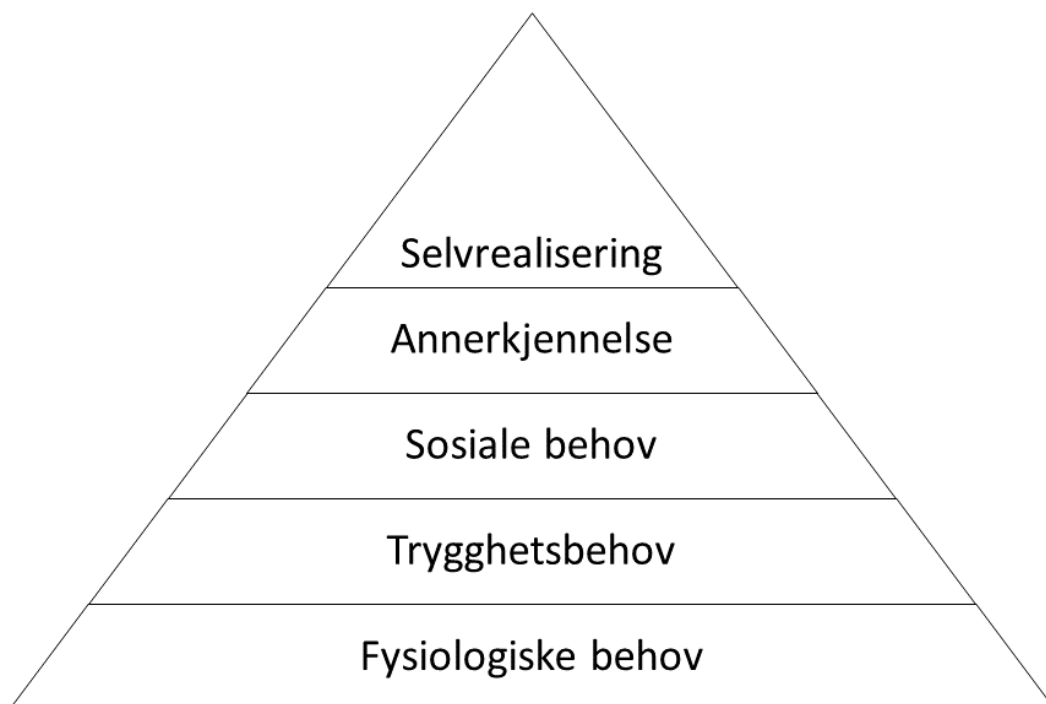 Selvrealisering
Annerkjennelse
Sosiale behov
Trygghetsbehov
Fysiologiske behov